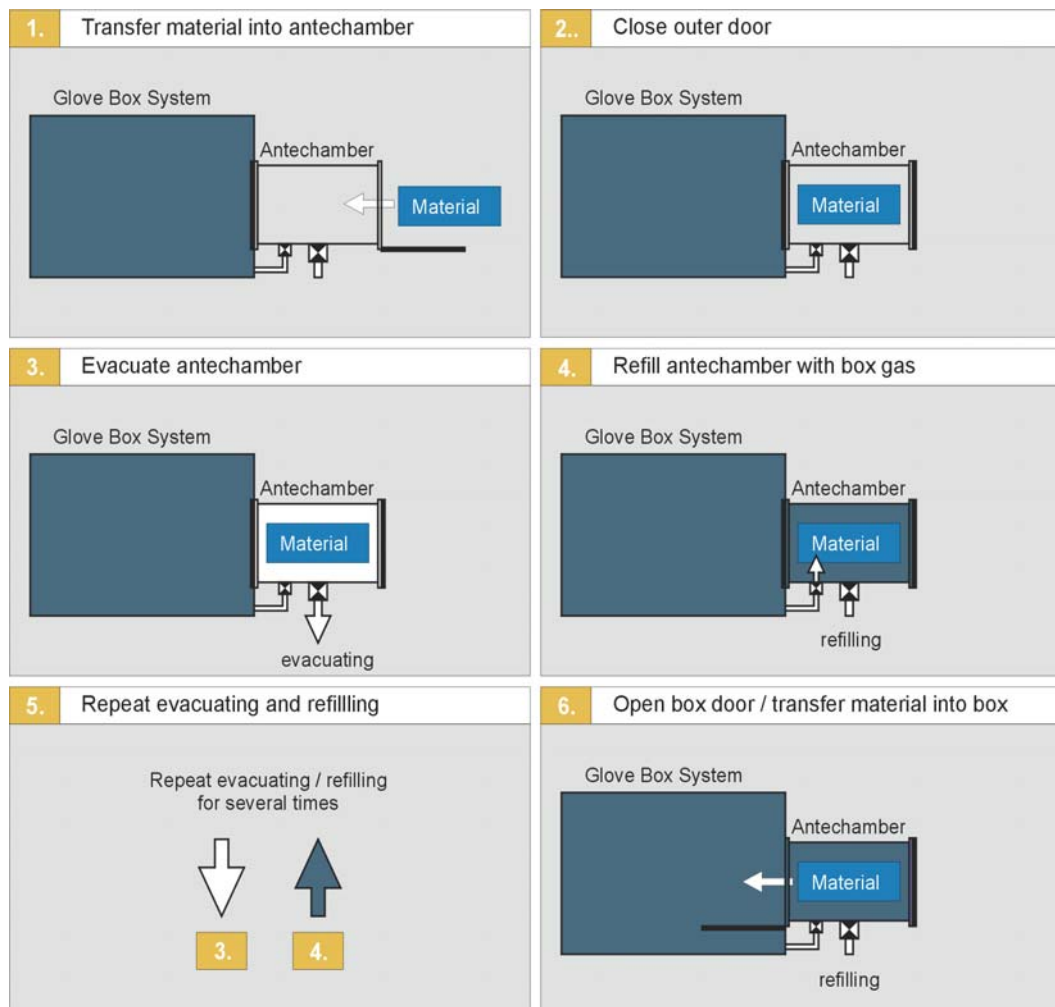 1. Transfer material into antechamber
Glove Box System
Antechamber
Material
2.. Close outer door
Glove Box System
Antechamber
Material
3. Evacuate antechamber
Glove Box System
Antechamber
Material
evacuating
4. Refill antechamber with box gas
Glove Box System
Antechamber
Material
refilling
5. Repeat evacuating and refillling
Repeat evacuating / refilling
for several times
3. 4.
6. Open box door / transfer material into box
Glove Box System
Antechamber
Material
refilling